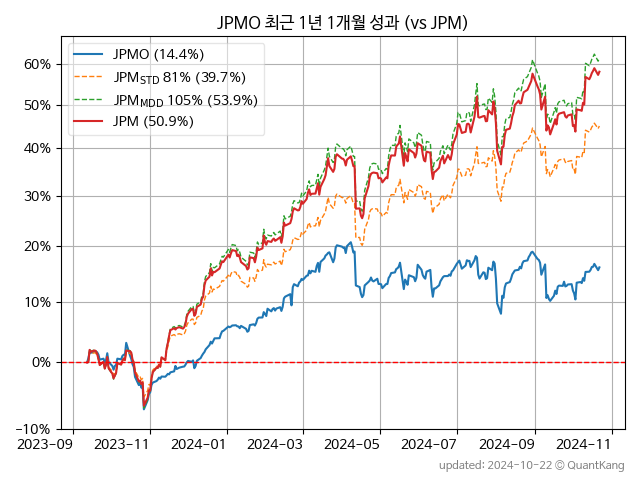 JPMO 최근 1년 1개월 성과 (vs JPM)
JPMO (14.4%)
JPM_STD 81% (39.7%)
JPM_MDD 105% (53.9%)
JPM (50.9%)
60%
50%
40%
30%
20%
10%
0%
−10%
2023-09 2023-11 2024-01 2024-03 2024-05 2024-07 2024-09 2024-11
updated: 2024-10-22 © QuantKang